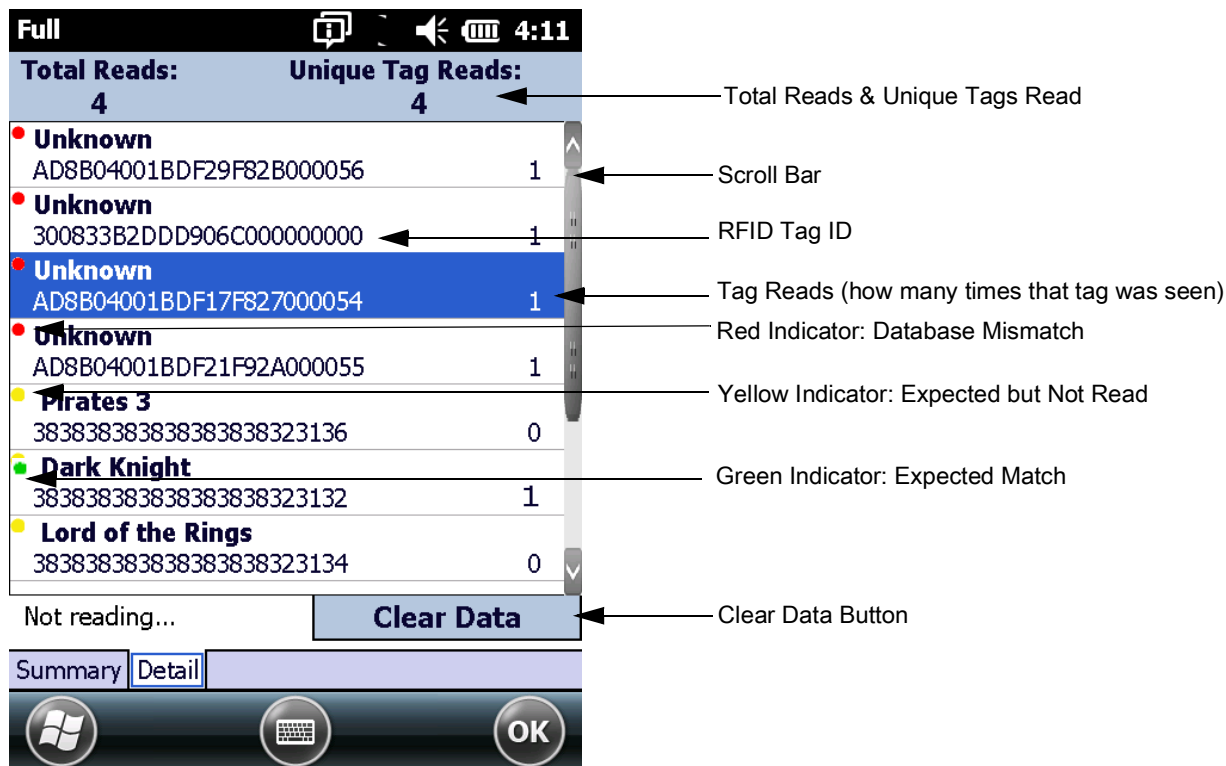 Full 4:11
Total Reads: Unique Tag Reads:
4 4
Total Reads & Unique Tags Read
Unknown
AD8B04001BDF29F82B000056 1
Scroll Bar
Unknown
300833B2DDD906C000000000 1
RFID Tag ID
Unknown
AD8B04001BDF17F827000054 1
Tag Reads (how many times that tag was seen)
Unknown
Red Indicator: Database Mismatch
AD8B04001BDF21F92A000055 1
Pirates 3
Yellow Indicator: Expected but Not Read
383838383838383838323136 0
Dark Knight
Green Indicator: Expected Match
383838383838383838323132 1
Lord of the Rings
383838383838383838323134 0
Not reading... Clear Data
Clear Data Button
Summary Detail
OK